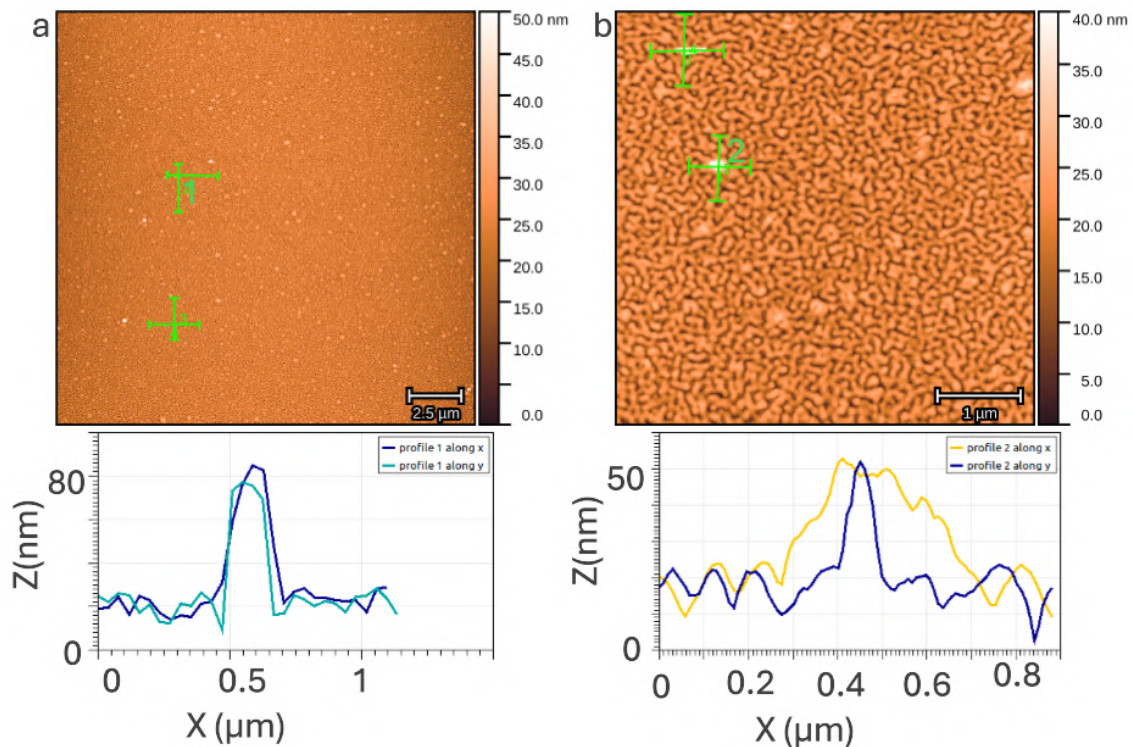 a
50.0 nm
45.0
40.0
35.0
30.0
25.0
20.0
15.0
10.0
0.0
1
2.5 µm
b
40.0 nm
35.0
30.0
25.0
20.0
15.0
10.0
5.0
0.0
2
1 µm
profile 1 along x
profile 1 along y
80
0
Z(nm)
0
0.5
1
X (µm)
profile 2 along x
profile 2 along y
50
0
Z(nm)
0
0.2
0.4
0.6
0.8
X (µm)